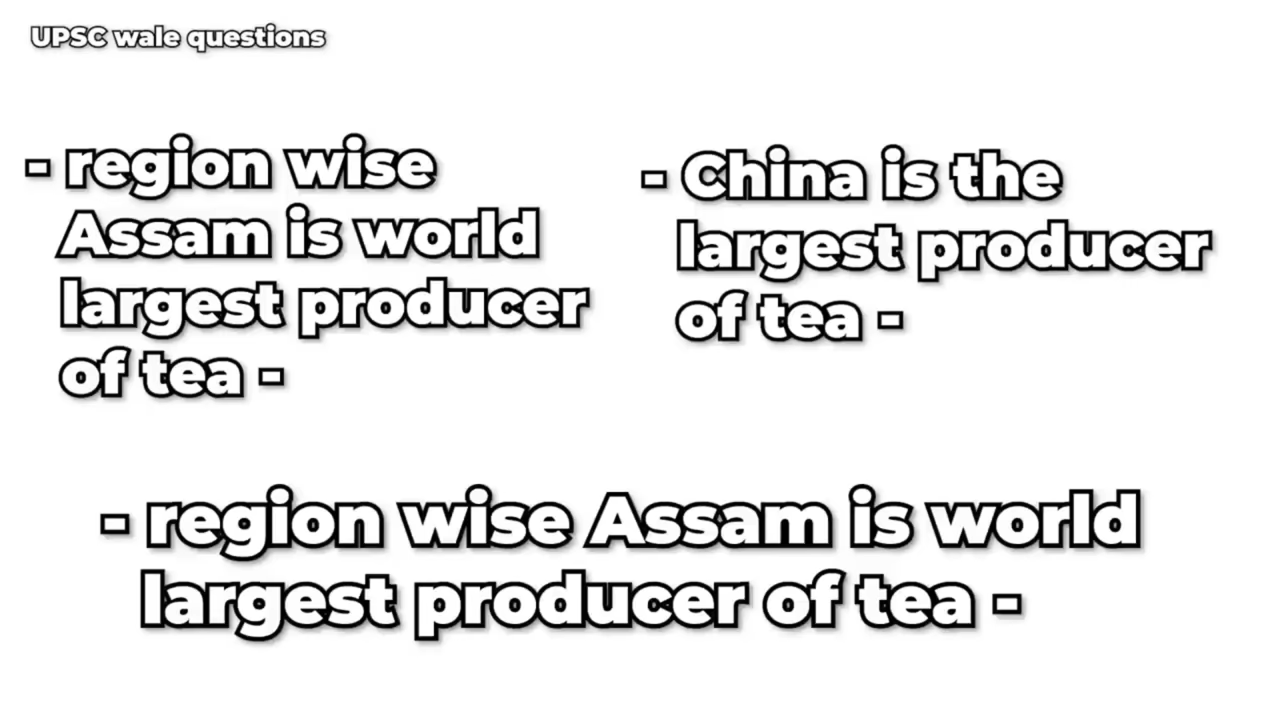 UPSC wale questions
- region wise
Assam is world
largest producer
of tea -
- China is the
largest producer
of tea -
- region wise Assam is world
largest producer of tea -